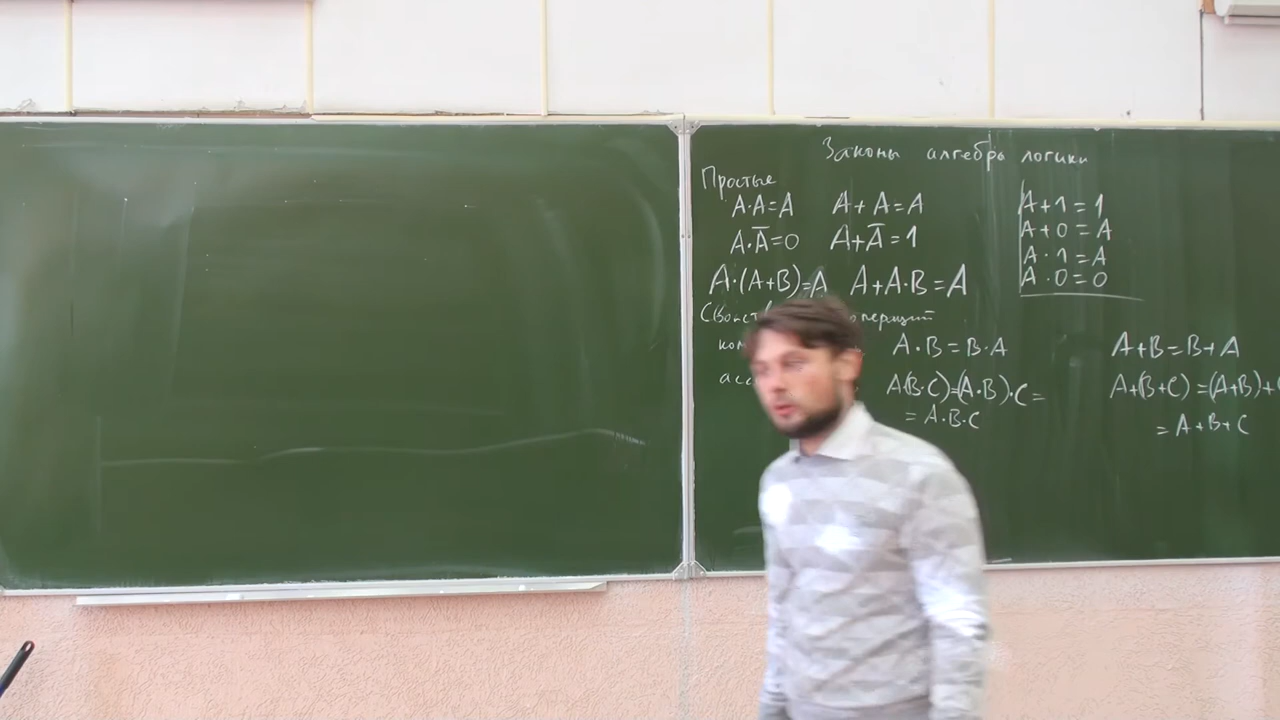 Законы алгебры логики
Простые
A·A=A A+A=A
A·A̅=0 A+A̅=1
A·(A+B)=A A+A·B=A
A+1=1
A+0=A
A·1=A
A·0=0
A·B=B·A A+B=B+A
A(B·C)=(A·B)·C= A+(B+C)=(A+B)+
=A·B·C =A+B+C